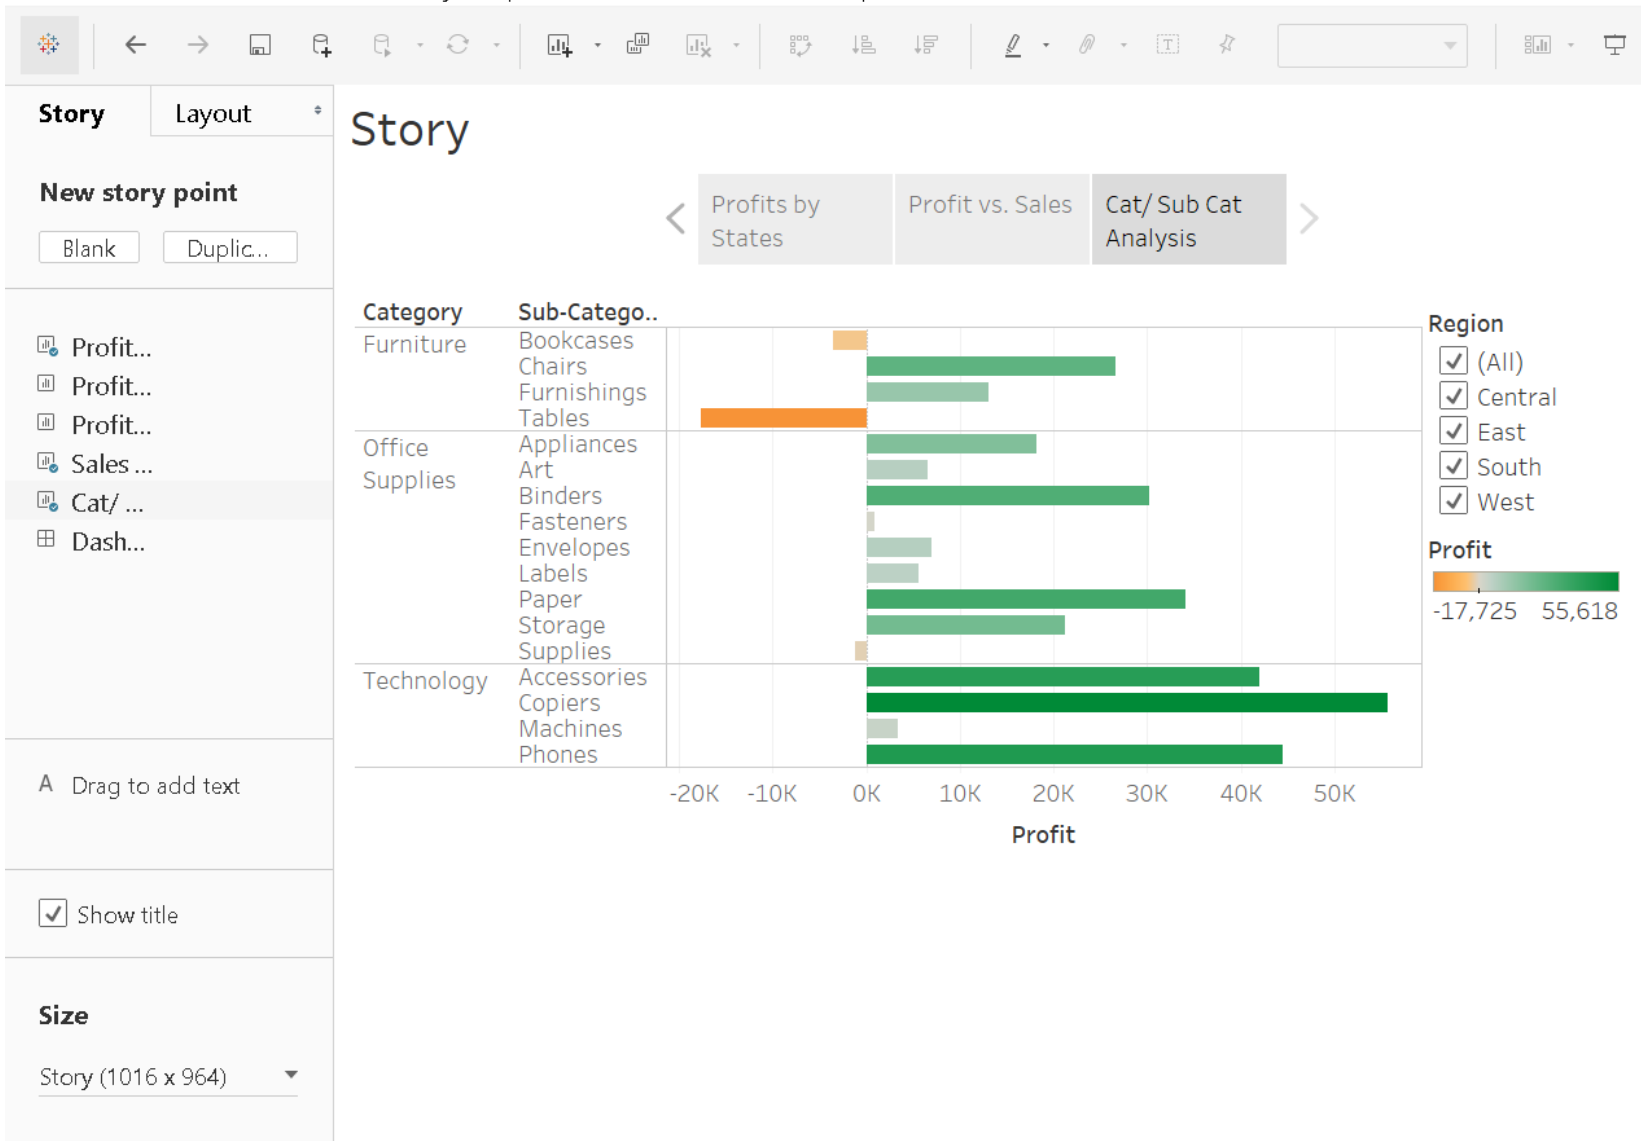 Story
Layout
New story point
Blank
Duplic...
Profit...
Profit...
Profit...
Sales ...
Cat/ ...
Dash...
A Drag to add text
Show title
Size
Story (1016 x 964)
Story
Profits by
States
Profit vs. Sales
Cat/ Sub Cat
Analysis
Category Sub-Catego..
Furniture Bookcases
Chairs
Furnishings
Tables
Office
Supplies
Appliances
Art
Binders
Fasteners
Envelopes
Labels
Paper
Storage
Supplies
Technology Accessories
Copiers
Machines
Phones
-20K -10K 0K 10K 20K 30K 40K 50K
Profit
Region
(All)
Central
East
South
West
Profit
-17,725 55,618